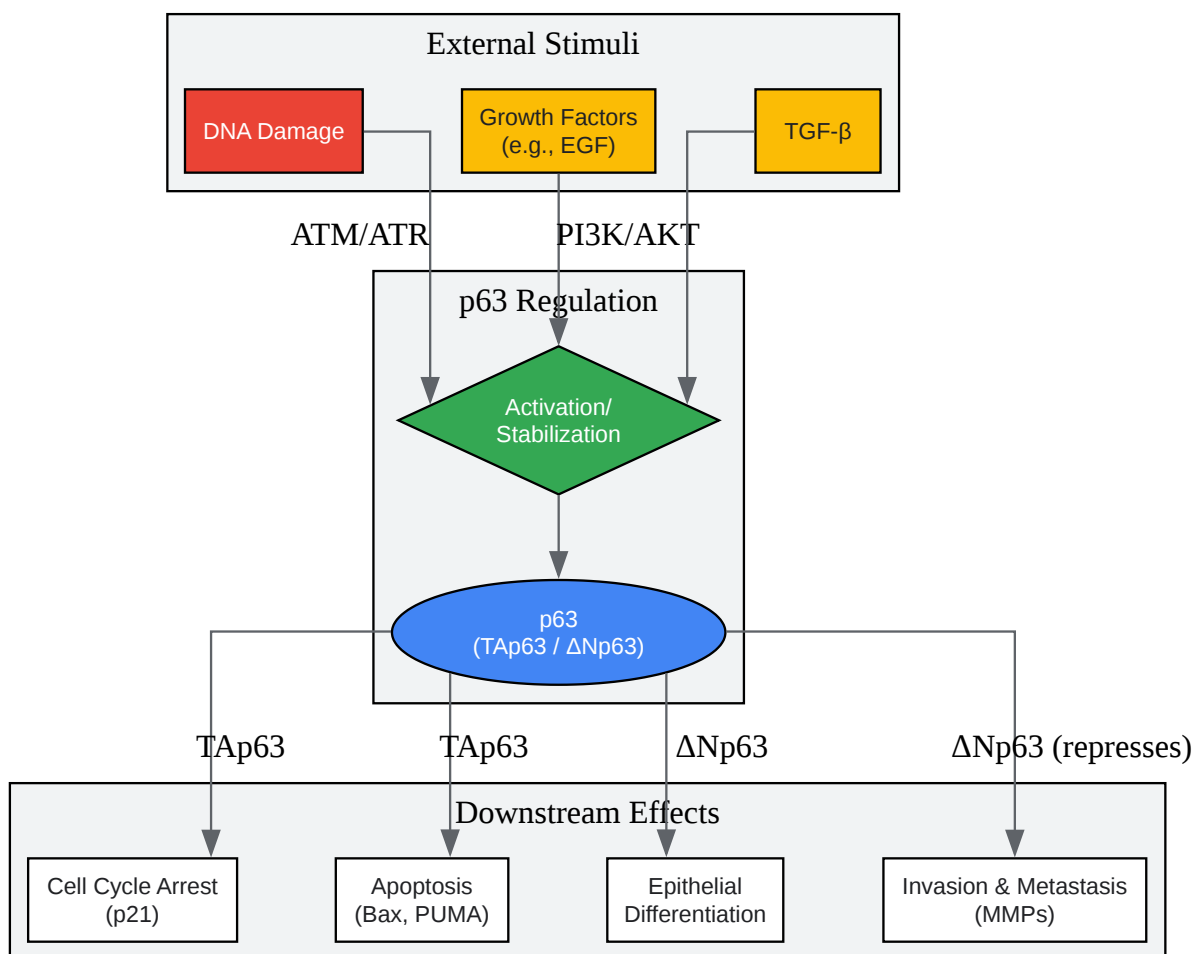 External Stimuli
DNA Damage
Growth Factors
(e.g., EGF)
TGF-β
ATM/ATR
PI3K/AKT
p63 Regulation
Activation/
Stabilization
p63
(TAp63 / ΔNp63)
TAp63
TAp63
ΔNp63
ΔNp63 (represses)
Downstream Effects
Cell Cycle Arrest
(p21)
Apoptosis
(Bax, PUMA)
Epithelial
Differentiation
Invasion & Metastasis
(MMPs)